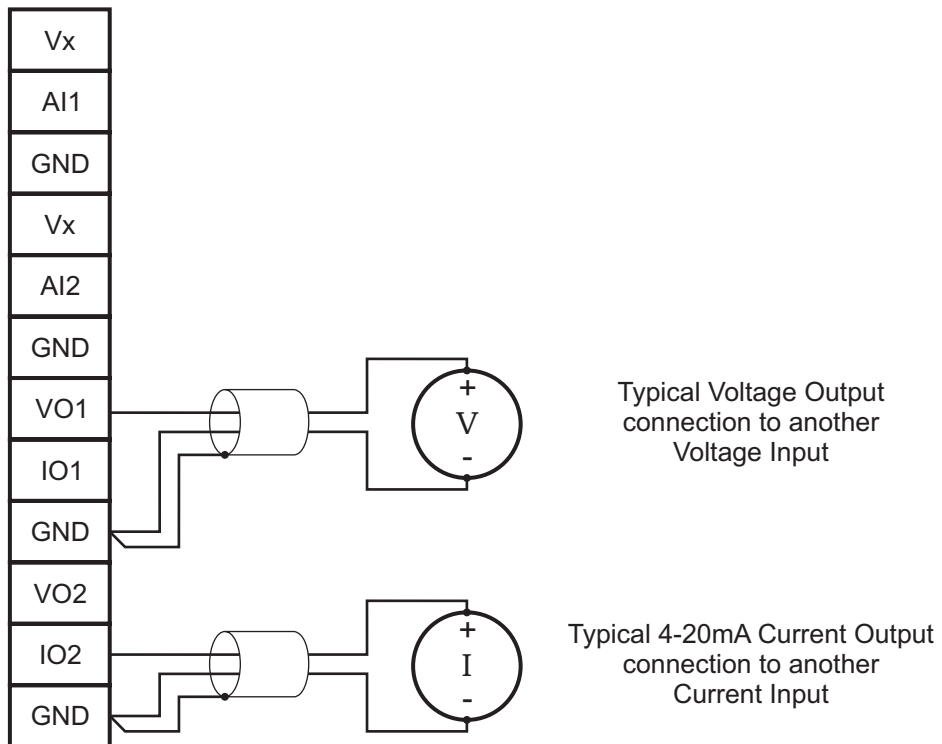 Vx
AI1
GND
Vx
AI2
GND
VO1
IO1
GND
VO2
IO2
GND
+
V
-
Typical Voltage Output
connection to another
Voltage Input
+
I
-
Typical 4-20mA Current Output
connection to another
Current Input